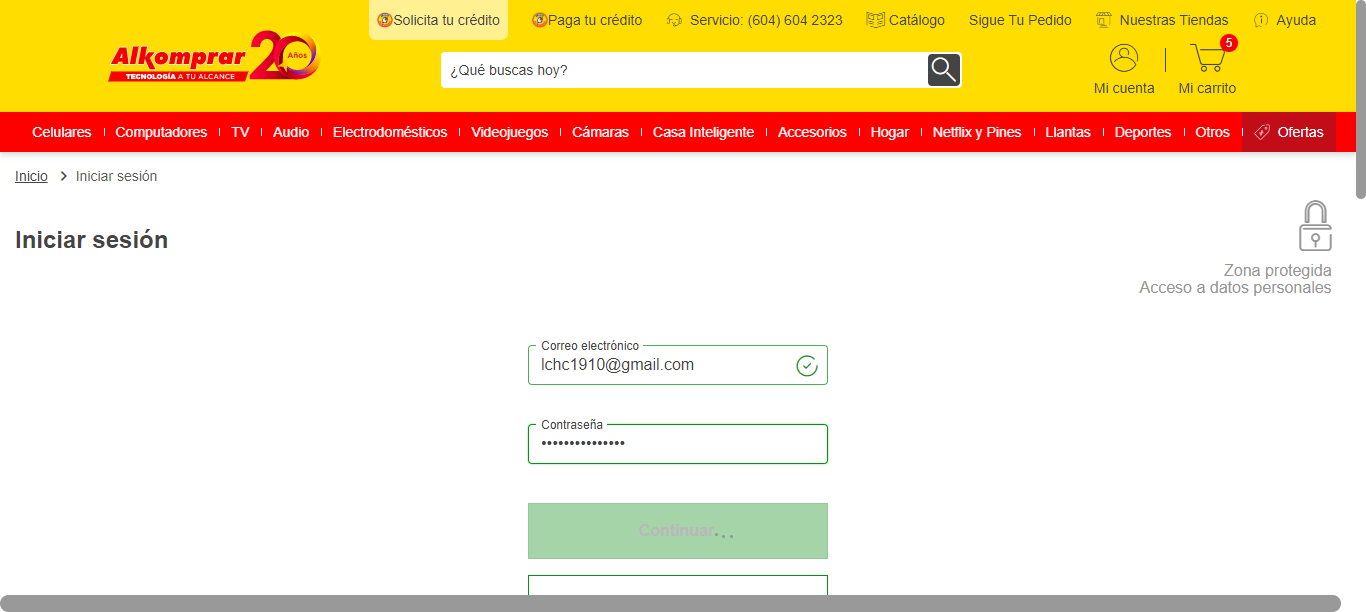 Solicita tu crédito Paga tu crédito Servicio: (604) 604 2323 Catálogo Sigue Tu Pedido Nuestras Tiendas Ayuda
Alkomprar 20 Años
TECNOLOGÍA A TU ALCANCE
¿Qué buscas hoy?
5
Mi cuenta Mi carrito
Celulares Computadores TV Audio Electrodomésticos Videojuegos Cámaras Casa Inteligente Accesorios Hogar Netflix y Pines Llantas Deportes Otros Ofertas
Inicio > Iniciar sesión
Iniciar sesión
Zona protegida
Acceso a datos personales
Correo electrónico
lchc1910@gmail.com
Contraseña
•••••••••••••••
Continuar...